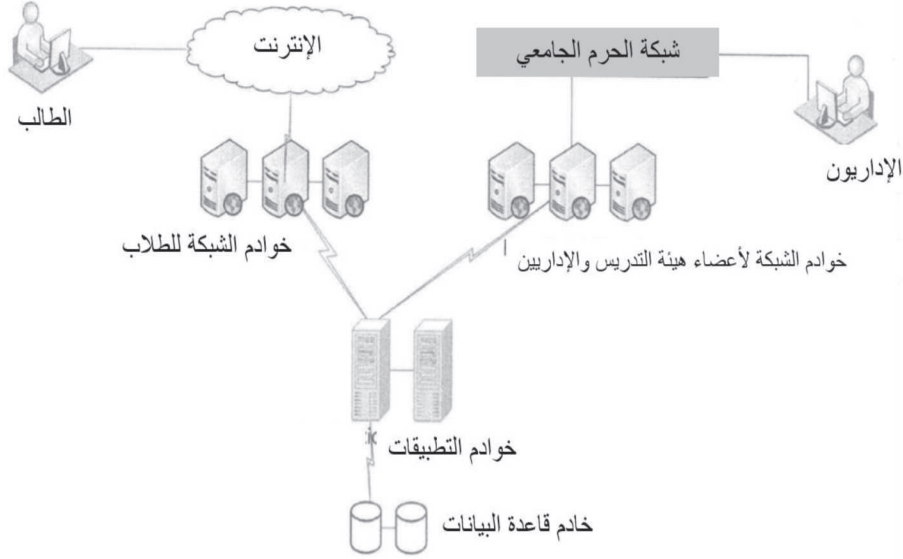 الإنترنت
شبكة الحرم الجامعي
الطالب
الإداريون
خوادم الشبكة للطلاب
خوادم الشبكة لأعضاء هيئة التدريس والإداريين
خوادم التطبيقات
خادم قاعدة البيانات